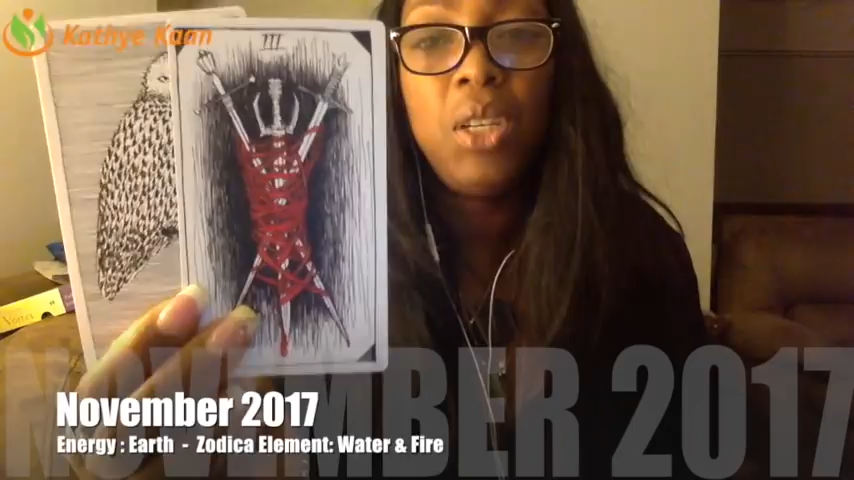 Kathye Kaan
III
NOVEMBER 2017
November 2017
Energy : Earth - Zodica Element: Water & Fire